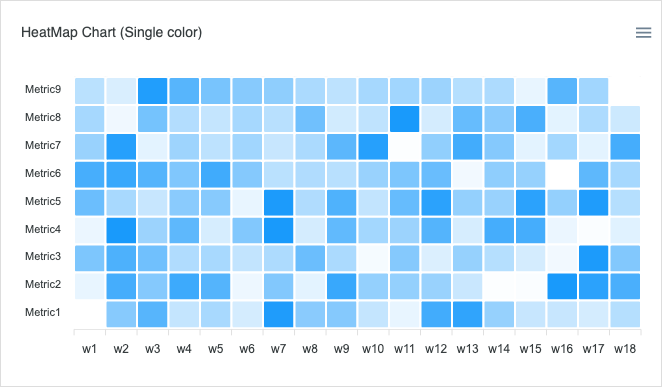 HeatMap Chart (Single color)
Metric9
Metric8
Metric7
Metric6
Metric5
Metric4
Metric3
Metric2
Metric1
w1 w2 w3 w4 w5 w6 w7 w8 w9 w10 w11 w12 w13 w14 w15 w16 w17 w18